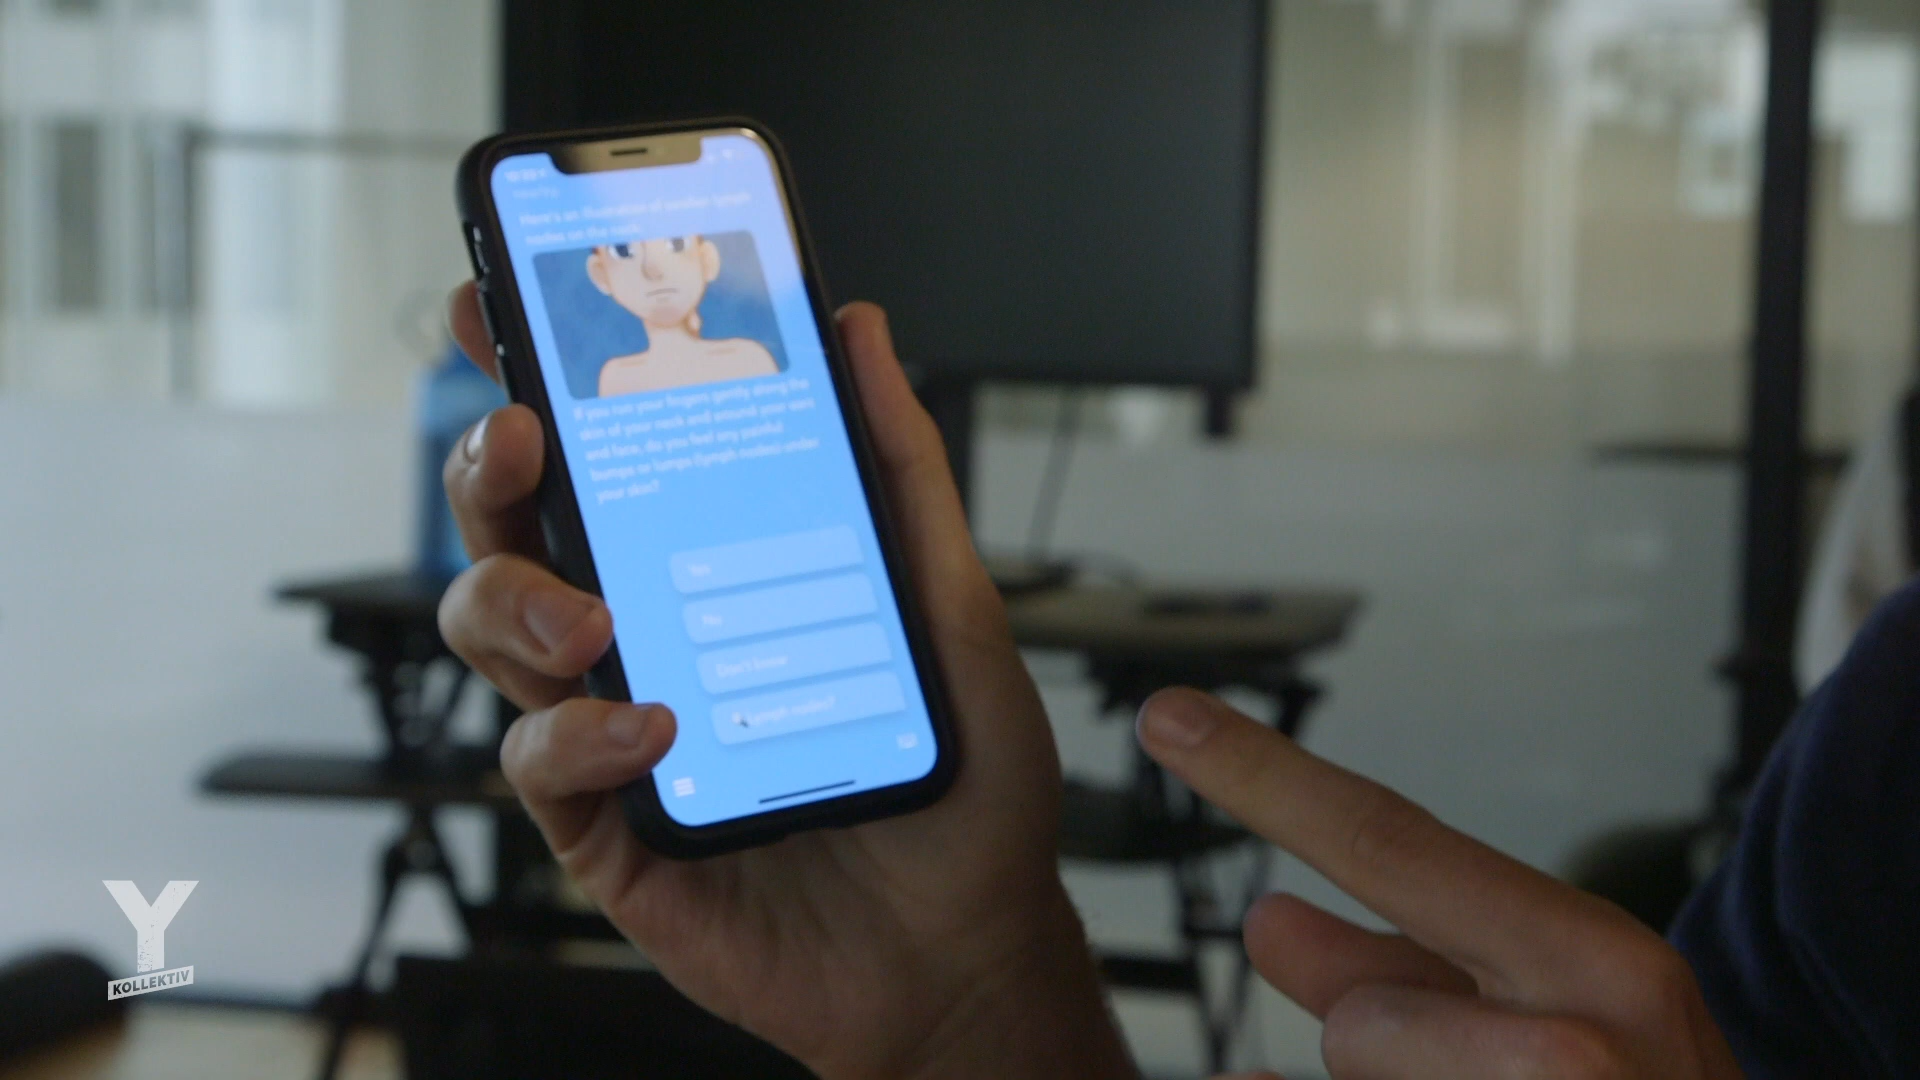 Here's an illustration of swollen lymph
nodes on the neck.
If you run your fingers gently along the
skin of your neck and around your ears
and face, do you feel any painful
bumps or lumps (lymph nodes) under
your skin?
Yes
No
Don't know
Lymph nodes?
Y
KOLLEKTIV